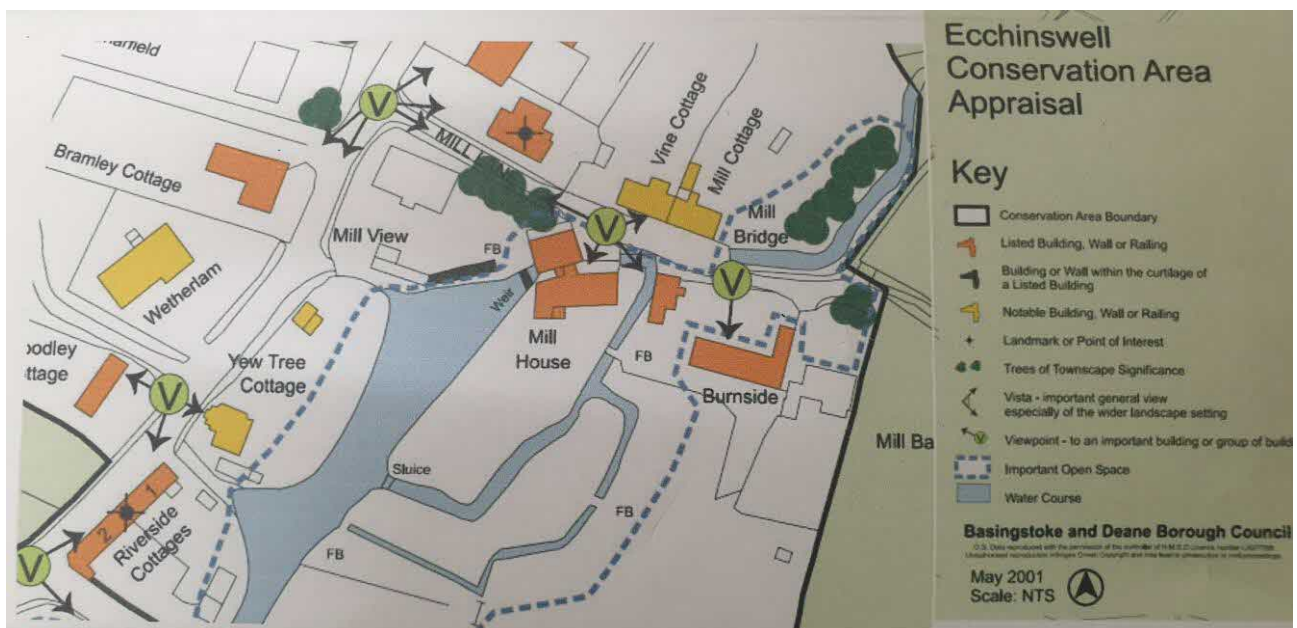 Ecchinswell
Conservation Area
Appraisal
Key
Conservation Area Boundary
Listed Building, Wall or Railing
Building or Wall within the curtilage of
a Listed Building
Notable Building, Wall or Railing
Landmark or Point of Interest
Trees of Townscape Significance
Vista - important general view
especially of the wider landscape setting
V
Viewpoint - to an important building or group of build
Important Open Space
Water Course
Basingstoke and Deane Borough Council
May 2001
Scale: NTS
V
Bramley Cottage
MILL
Vine Cottage
Mill Cottage
Mill View
FB
V
Mill
Bridge
Wetherlam
Weir
V
Mill
House
Yew Tree
Cottage
FB
Burnside
V
Mill Ba
Sluice
1
2
Riverside
Cottages
FB
FB
V